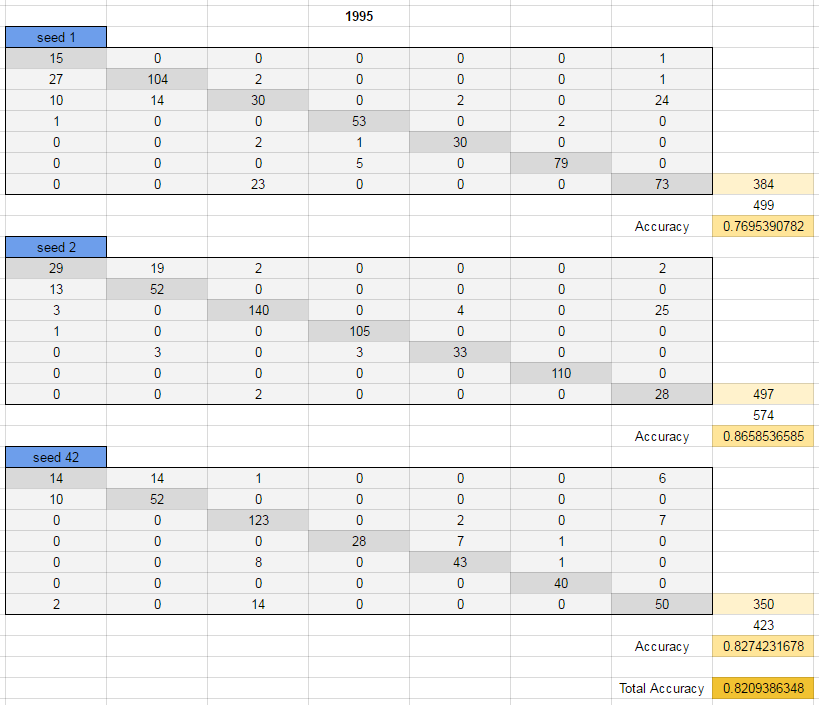 1995
seed 1
15 0 0 0 0 0 1
27 104 2 0 0 0 1
10 14 30 0 2 0 24
1 0 0 53 0 2 0
0 0 2 1 30 0 0
0 0 0 5 0 79 0
0 0 23 0 0 0 73 384
499
Accuracy 0.7695390782
seed 2
29 19 2 0 0 0 2
13 52 0 0 0 0 0
3 0 140 0 4 0 25
1 0 0 105 0 0 0
0 3 0 3 33 0 0
0 0 0 0 0 110 0
0 0 2 0 0 0 28 497
574
Accuracy 0.8658536585
seed 42
14 14 1 0 0 0 6
10 52 0 0 0 0 0
0 0 123 0 2 0 7
0 0 0 28 7 1 0
0 0 8 0 43 1 0
0 0 0 0 0 40 0
2 0 14 0 0 0 50 350
423
Accuracy 0.8274231678
Total Accuracy 0.8209386348